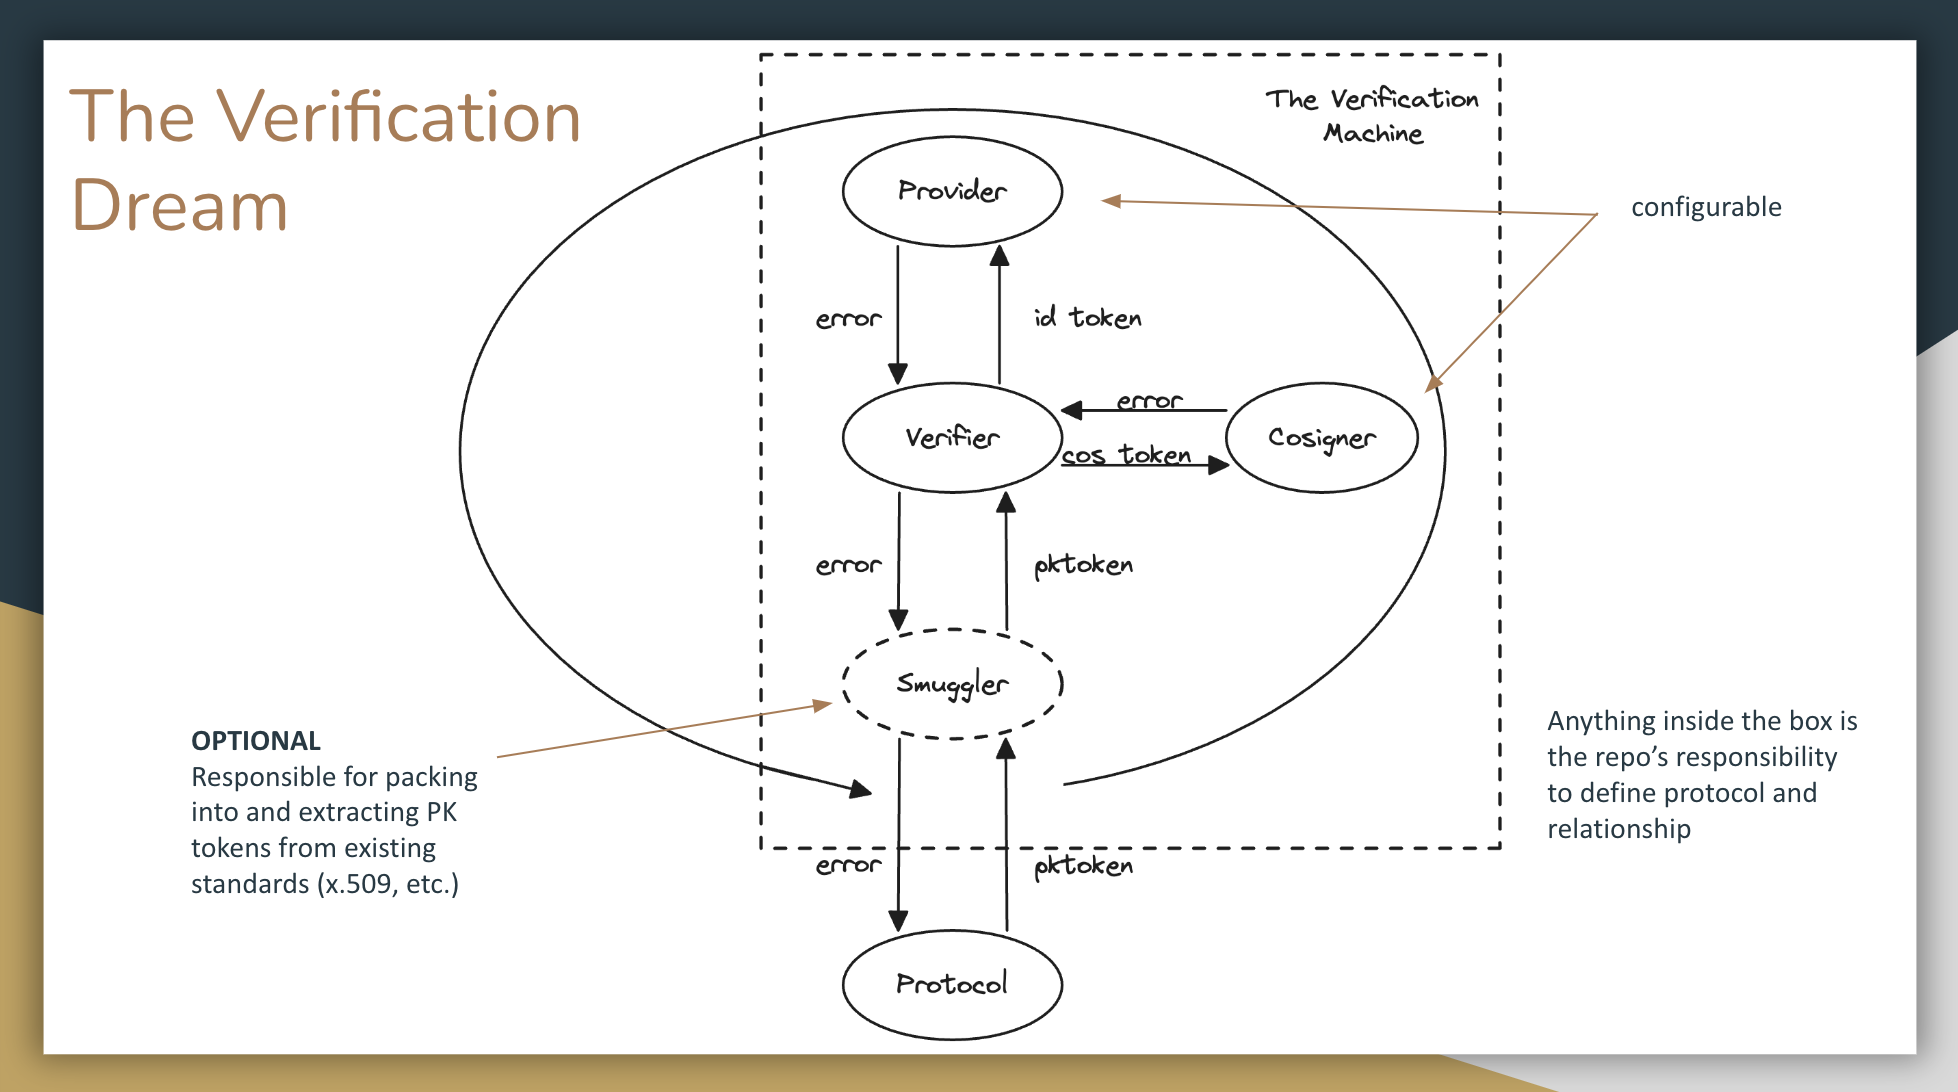 The Verification
Dream
The Verification
Machine
Provider
configurable
error
id token
error
Verifier
Cosigner
cos token
error
pktoken
Smuggler
OPTIONAL
Responsible for packing
into and extracting PK
tokens from existing
standards (x.509, etc.)
Anything inside the box is
the repo’s responsibility
to define protocol and
relationship
error
pktoken
Protocol